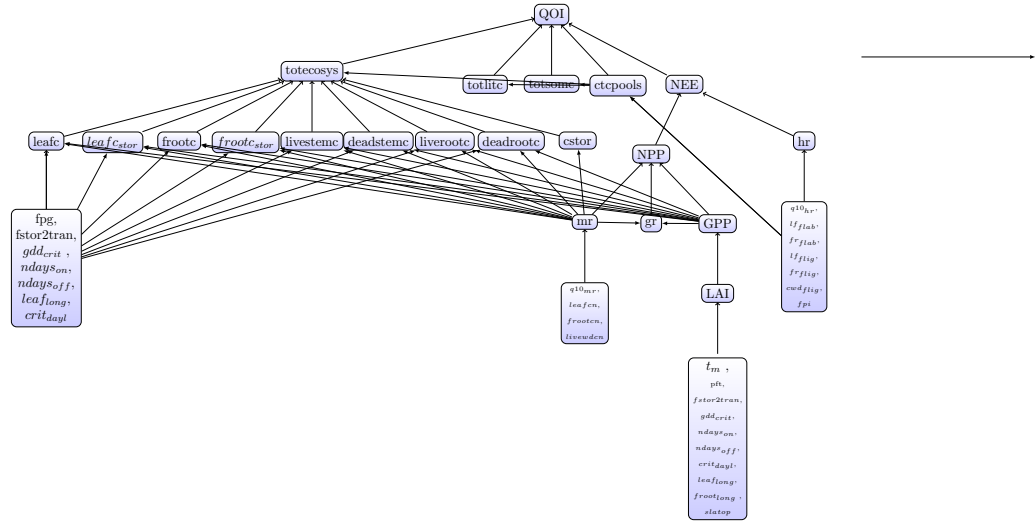 QOI
totecosys
totlitc
totsomc
ctcpools
NEE
leafc
leafc_stor
frootc
frootc_stor
livestemc
deadstemc
liverootc
deadrootc
cstor
NPP
hr
fpg,
fstor2tran,
gdd_crit ,
ndays_on,
ndays_off,
leaf_long,
crit_dayl
mr
gr
GPP
q10_hr,
lf_flab,
fr_flab,
lf_flig,
fr_flig,
cwd_flig,
fpi
q10_mr,
leafcn,
frootcn,
livewdcn
LAI
t_m ,
pft,
fstor2tran,
gdd_crit,
ndays_on,
ndays_off,
crit_dayl,
leaf_long,
froot_long ,
slatop